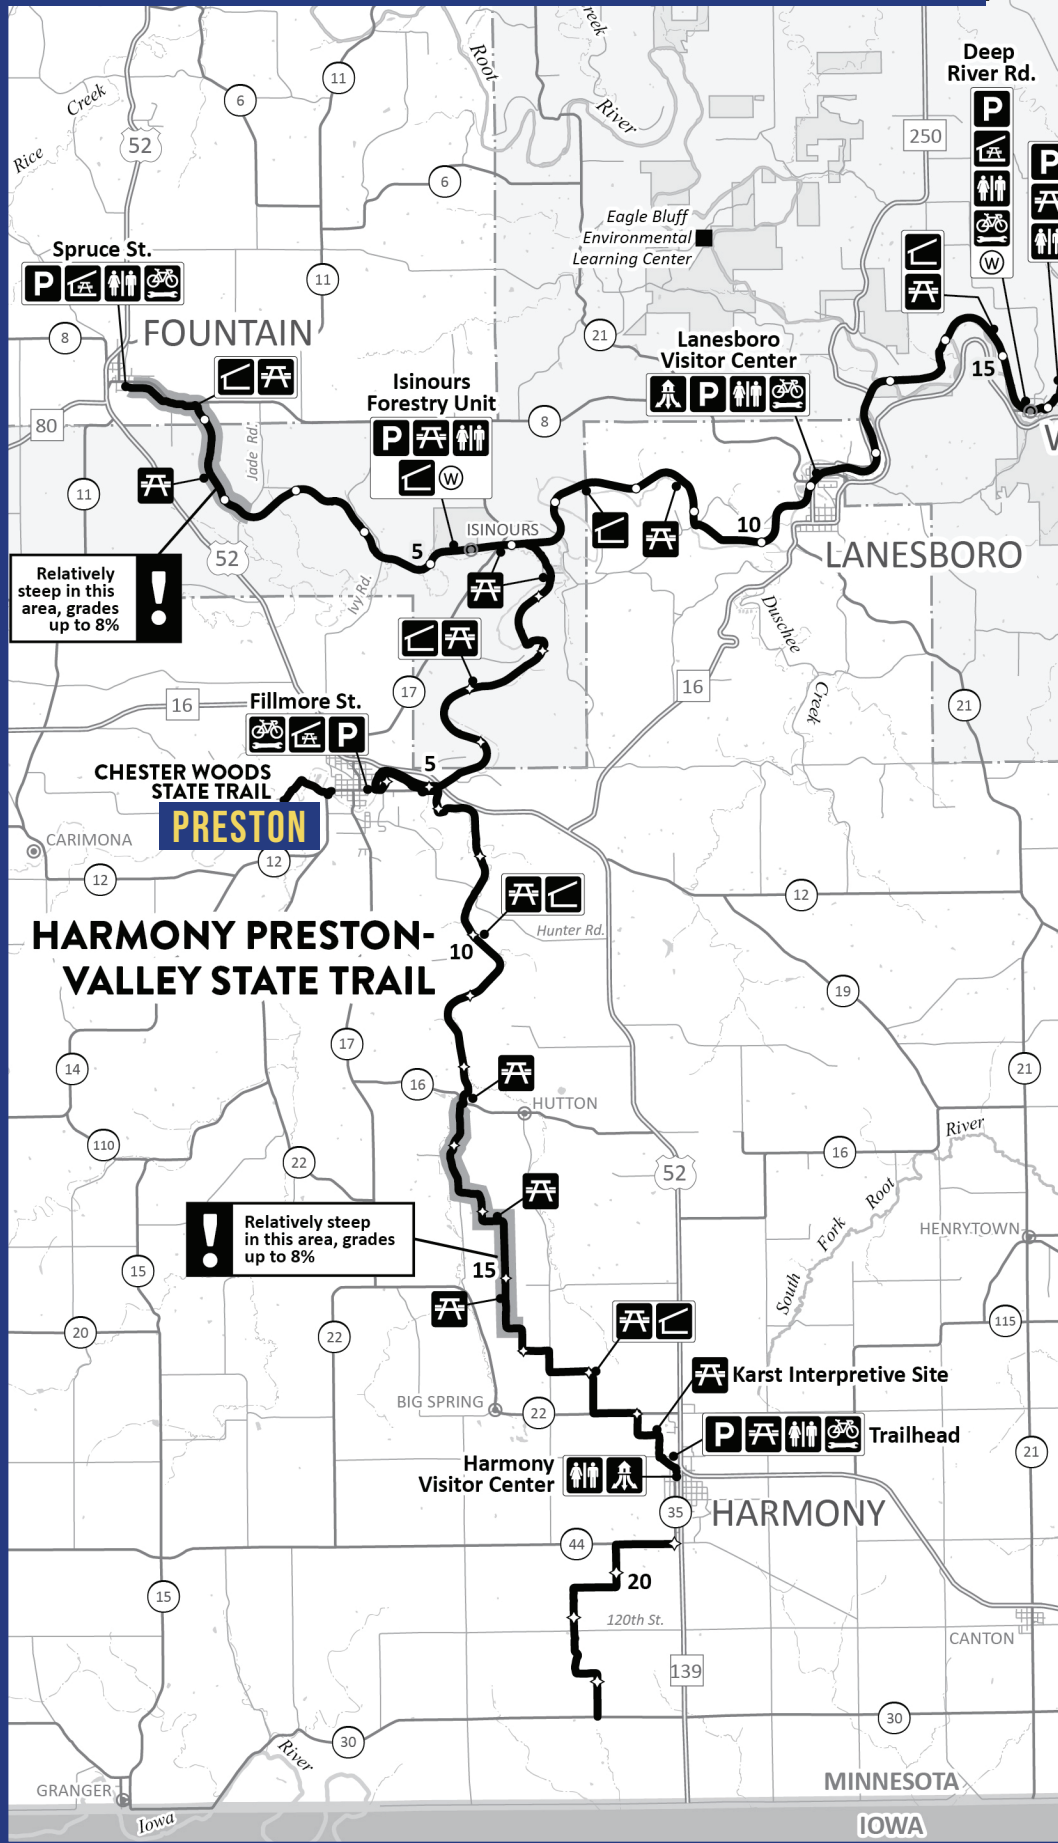 Deep
River Rd.
P
W
P
250
Root
Creek
River
11
6
Creek
Rice
52
6
Eagle Bluff
Environmental
Learning Center
Spruce St.
P
11
8
FOUNTAIN
21
Lanesboro
Visitor Center
P
15
Isinours
Forestry Unit
P
W
80
8
Jade Rd.
11
ISINOURS
5
10
LANESBORO
52
Relatively
steep in this
area, grades
up to 8%
!
Ivy Rd.
Duschee
Creek
17
16
16
21
Fillmore St.
P
CHESTER WOODS
STATE TRAIL
5
PRESTON
CARIMONA
12
12
12
HARMONY PRESTON-
VALLEY STATE TRAIL
Hunter Rd.
10
19
17
14
16
HUTTON
21
110
22
52
16
River
Root
Fork
South
HENRYTOWN
!
Relatively steep
in this area, grades
up to 8%
15
15
20
22
115
Karst Interpretive Site
BIG SPRING
22
P
Trailhead
21
Harmony
Visitor Center
35
HARMONY
44
20
15
120th St.
CANTON
139
30
30
River
GRANGER
Iowa
MINNESOTA
IOWA